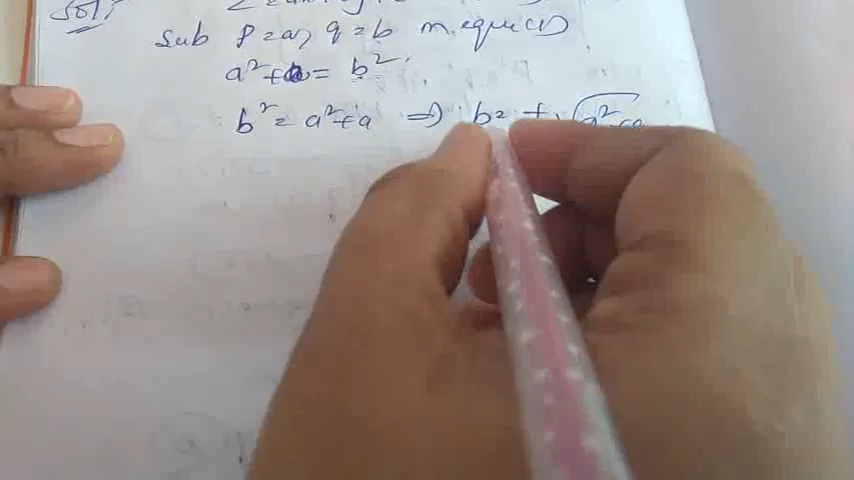 Sol:
Sub p=a, q=b in equ (1)
a²+a = b²
b² = a²+a ⇒ b = ± √a²+a